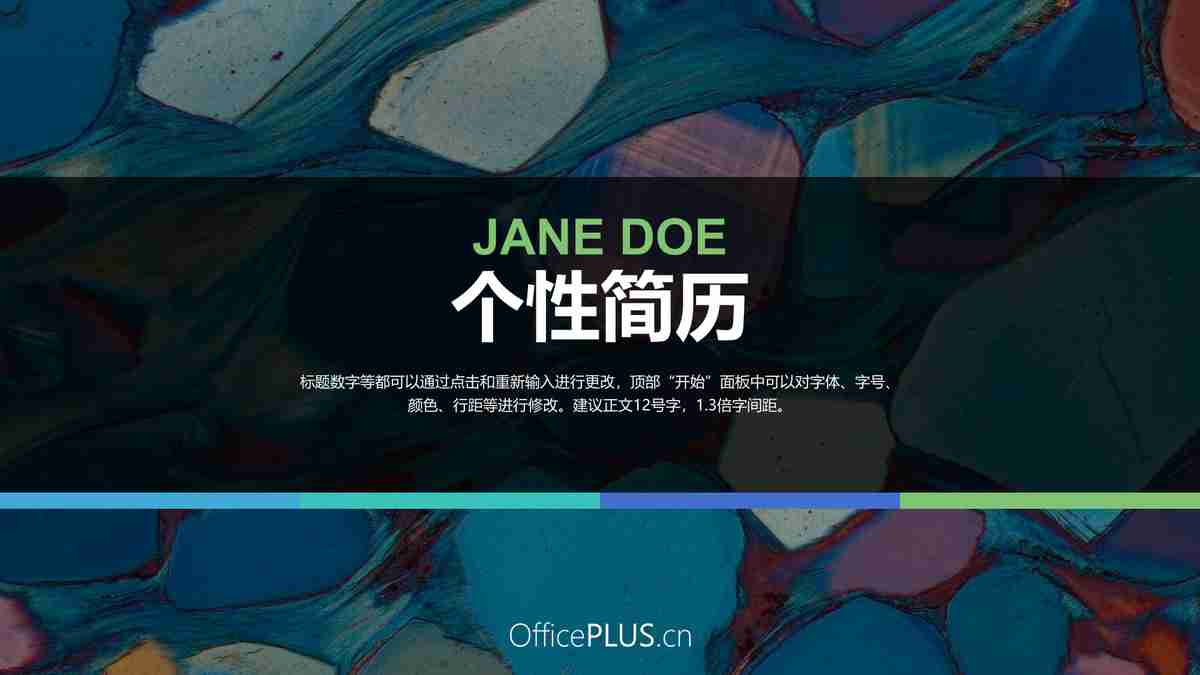 JANE DOE
个性简历
标题数字等都可以通过点击和重新输入进行更改，顶部“开始”面板中可以对字体、字号、
颜色、行距等进行修改。建议正文12号字，1.3倍字间距。
OfficePLUS.cn